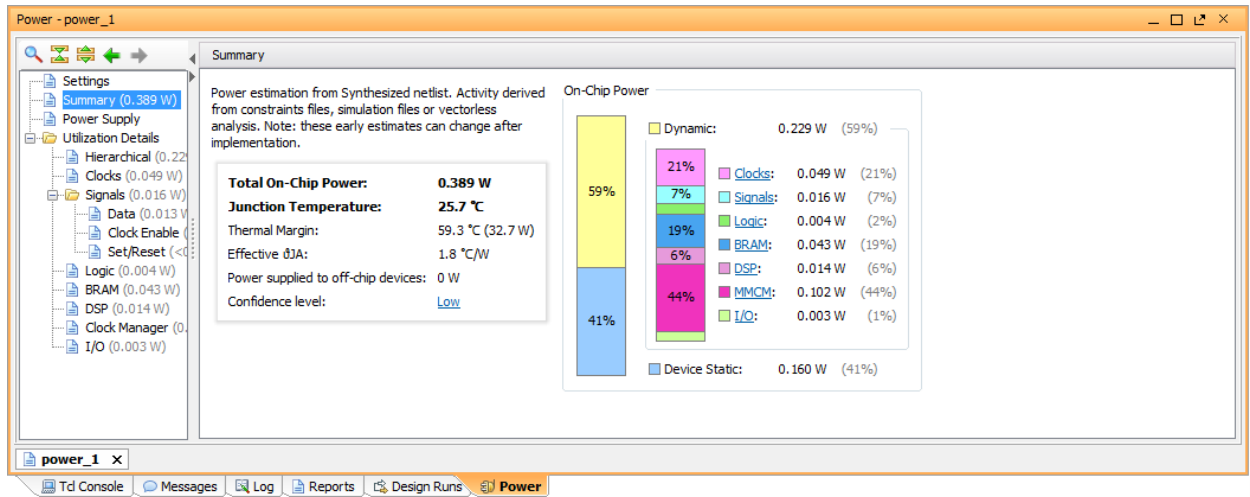 Power - power_1
Summary
Settings
Summary (0.389 W)
Power Supply
Utilization Details
Hierarchical (0.22
Clocks (0.049 W)
Signals (0.016 W)
Data (0.013 W
Clock Enable (
Set/Reset (<0
Logic (0.004 W)
BRAM (0.043 W)
DSP (0.014 W)
Clock Manager (0.
I/O (0.003 W)
Power estimation from Synthesized netlist. Activity derived
from constraints files, simulation files or vectorless
analysis. Note: these early estimates can change after
implementation.
Total On-Chip Power: 0.389 W
Junction Temperature: 25.7 °C
Thermal Margin: 59.3 °C (32.7 W)
Effective ϑJA: 1.8 °C/W
Power supplied to off-chip devices: 0 W
Confidence level: Low
On-Chip Power
59%
41%
Dynamic: 0.229 W (59%)
21%
7%
19%
6%
44%
Clocks: 0.049 W (21%)
Signals: 0.016 W (7%)
Logic: 0.004 W (2%)
BRAM: 0.043 W (19%)
DSP: 0.014 W (6%)
MMCM: 0.102 W (44%)
I/O: 0.003 W (1%)
Device Static: 0.160 W (41%)
power_1
Tcl Console Messages Log Reports Design Runs Power